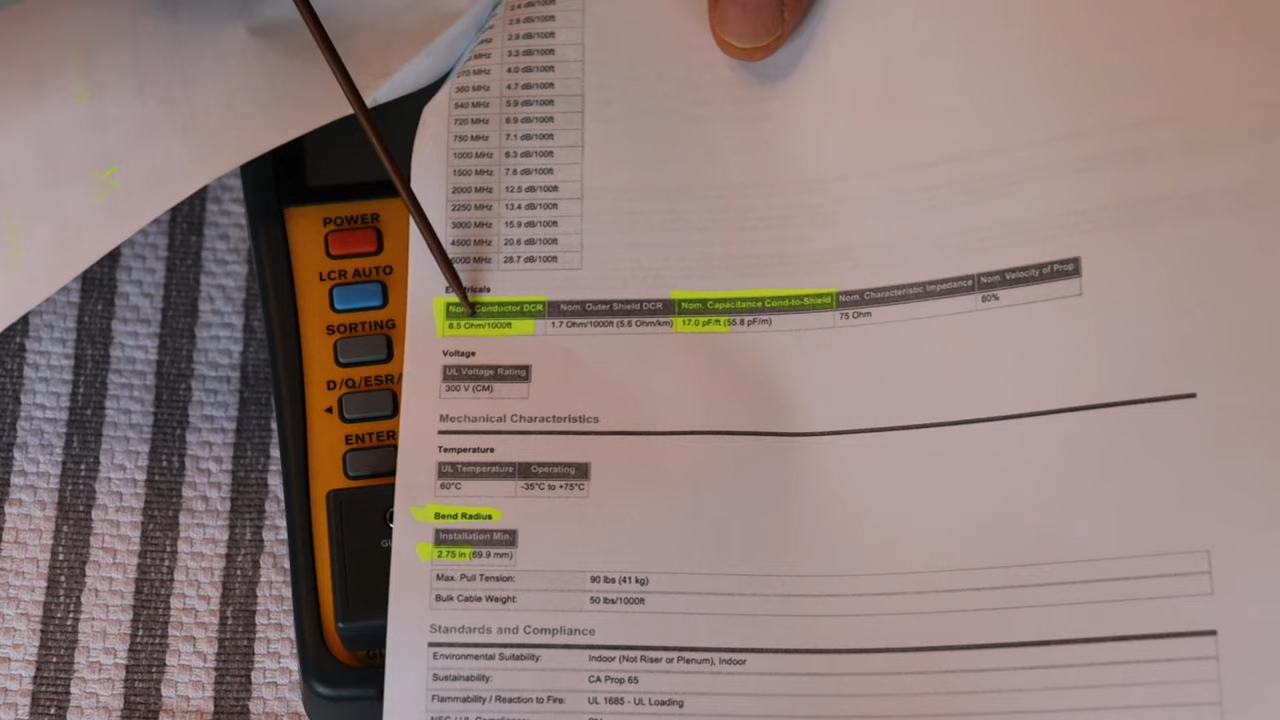 2.4 dB/100ft
2.8 dB/100ft
MHz 2.9 dB/100ft
MHz 3.3 dB/100ft
270 MHz 4.0 dB/100ft
360 MHz 4.7 dB/100ft
540 MHz 5.9 dB/100ft
720 MHz 6.9 dB/100ft
750 MHz 7.1 dB/100ft
1000 MHz 6.3 dB/100ft
1500 MHz 7.8 dB/100ft
2000 MHz 12.5 dB/100ft
2250 MHz 13.4 dB/100ft
3000 MHz 15.9 dB/100ft
4500 MHz 20.6 dB/100ft
6000 MHz 28.7 dB/100ft
POWER
LCR AUTO
SORTING
D/Q/ESR/
ENTER
Electricals
Nom. Conductor DCR Nom. Outer Shield DCR Nom. Capacitance Cond-to-Shield Nom. Characteristic Impedance Nom. Velocity of Prop.
8.5 Ohm/1000ft 1.7 Ohm/1000ft (5.6 Ohm/km) 17.0 pF/ft (55.8 pF/m) 75 Ohm 80%
Voltage
UL Voltage Rating
300 V (CM)
Mechanical Characteristics
Temperature
UL Temperature Operating
60°C -35°C to +75°C
Bend Radius
Installation Min.
2.75 in (69.9 mm)
Max. Pull Tension: 90 lbs (41 kg)
Bulk Cable Weight: 50 lbs/1000ft
Standards and Compliance
Environmental Suitability: Indoor (Not Riser or Plenum), Indoor
Sustainability: CA Prop 65
Flammability / Reaction to Fire: UL 1685 - UL Loading